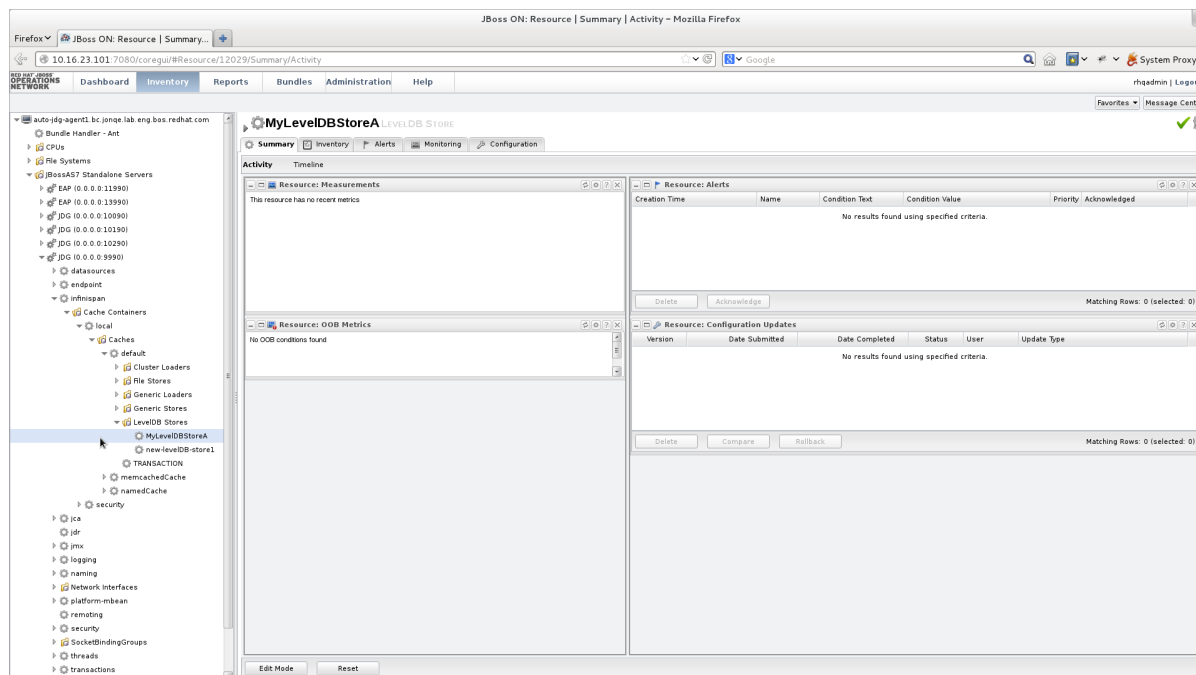 JBoss ON: Resource | Summary | Activity - Mozilla Firefox
Firefox
JBoss ON: Resource | Summary...
10.16.23.101:7080/coregui/#Resource/12029/Summary/Activity
Google
System Proxy
RED HAT JBOSS
OPERATIONS
NETWORK
Dashboard Inventory Reports Bundles Administration Help
rhqadmin | Logo
Favorites Message Cent
auto-jdg-agent1.bc.jonqe.lab.eng.bos.redhat.com
Bundle Handler - Ant
CPUs
File Systems
JBossAS7 Standalone Servers
EAP (0.0.0.0:11990)
EAP (0.0.0.0:13990)
JDG (0.0.0.0:10090)
JDG (0.0.0.0:10190)
JDG (0.0.0.0:10290)
JDG (0.0.0.0:9990)
datasources
endpoint
infinispan
Cache Containers
local
Caches
default
Cluster Loaders
File Stores
Generic Loaders
Generic Stores
LevelDB Stores
MyLevelDBStoreA
new-levelDB-store1
TRANSACTION
memcachedCache
namedCache
security
jca
jdr
jmx
logging
naming
Network Interfaces
platform-mbean
remoting
security
SocketBindingGroups
threads
transactions
MyLevelDBStoreA LEVELDB STORE
Summary Inventory Alerts Monitoring Configuration
Activity Timeline
Resource: Measurements
This resource has no recent metrics
Resource: Alerts
Creation Time Name Condition Text Condition Value Priority Acknowledged
No results found using specified criteria.
Delete Acknowledge Matching Rows: 0 (selected: 0)
Resource: OOB Metrics
No OOB conditions found
Resource: Configuration Updates
Version Date Submitted Date Completed Status User Update Type
No results found using specified criteria.
Delete Compare Rollback Matching Rows: 0 (selected: 0)
Edit Mode Reset